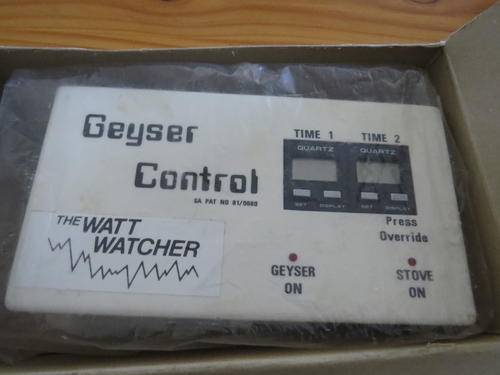 Geyser
Control
SA PAT NO 81/0680
THE WATT
WATCHER
TIME 1 TIME 2
QUARTZ QUARTZ
SET DISPLAY SET DISPLAY
Press
Override
GEYSER
ON
STOVE
ON